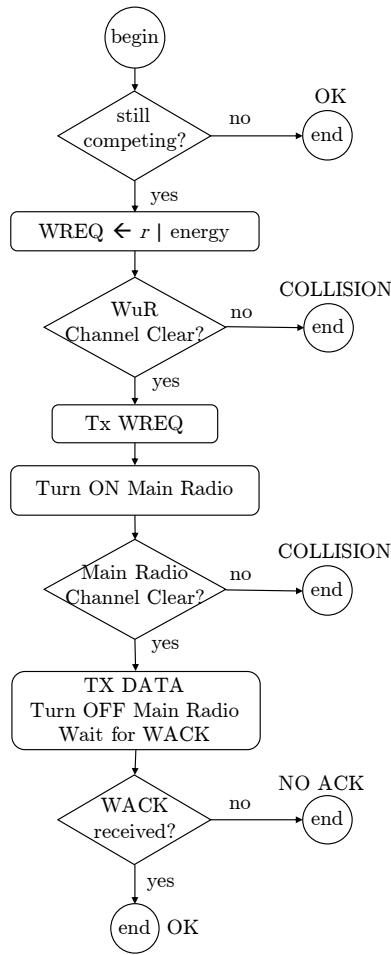 begin
OK
still
competing?
no
end
yes
WREQ ← r | energy
COLLISION
WuR
Channel Clear?
no
end
yes
Tx WREQ
Turn ON Main Radio
COLLISION
Main Radio
Channel Clear?
no
end
yes
TX DATA
Turn OFF Main Radio
Wait for WACK
NO ACK
WACK
received?
no
end
yes
end OK